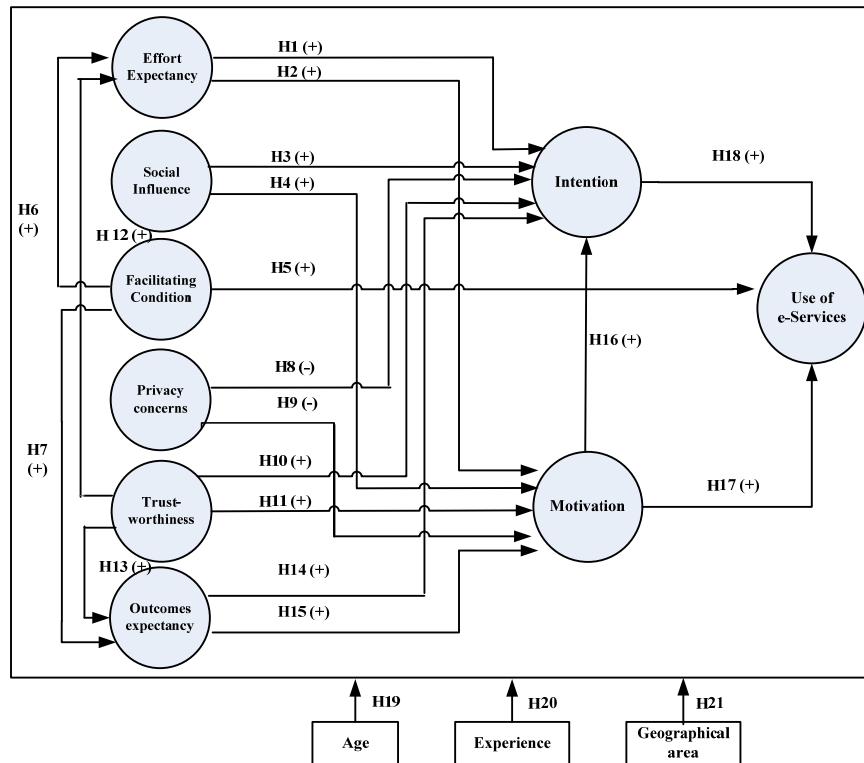 Effort
Expectancy
H1 (+)
H2 (+)
Social
Influence
H3 (+)
H4 (+)
Intention
H18 (+)
H6
(+)
H 12 (+)
Facilitating
Condition
H5 (+)
Use of
e-Services
H16 (+)
Privacy
concerns
H8 (-)
H9 (-)
H7
(+)
Trust-
worthiness
H10 (+)
H11 (+)
Motivation
H17 (+)
H13 (+)
Outcomes
expectancy
H14 (+)
H15 (+)
H19
H20
H21
Age
Experience
Geographical
area